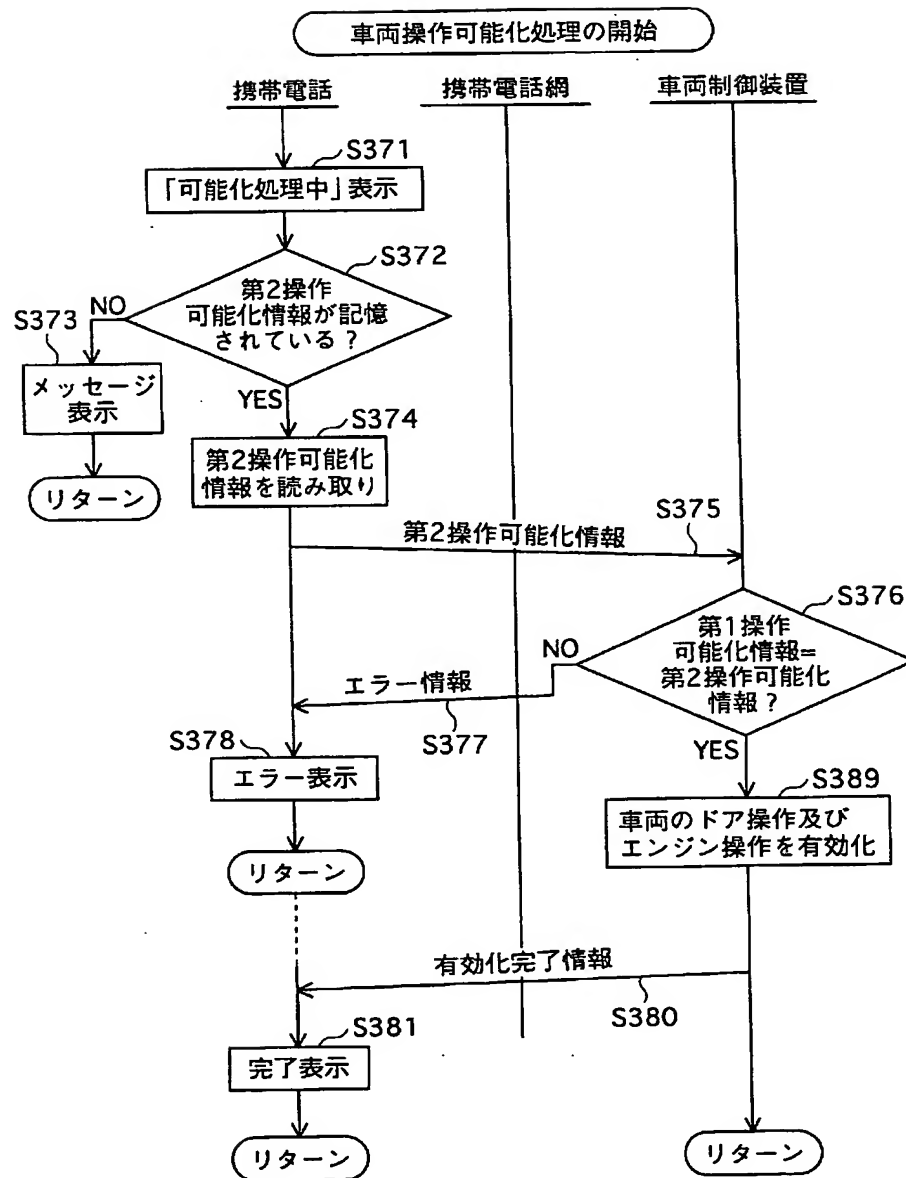 車両操作可能化処理の開始
携帯電話
携帯電話網
車両制御装置
S371
「可能化処理中」表示
S372
第2操作
可能化情報が記憶
されている?
NO
S373
メッセージ
表示
リターン
YES
S374
第2操作可能化
情報を読み取り
第2操作可能化情報
S375
S376
第1操作
可能化情報=
第2操作可能化
情報?
NO
エラー情報
S377
S378
エラー表示
リターン
YES
S389
車両のドア操作及び
エンジン操作を有効化
有効化完了情報
S380
S381
完了表示
リターン
リターン